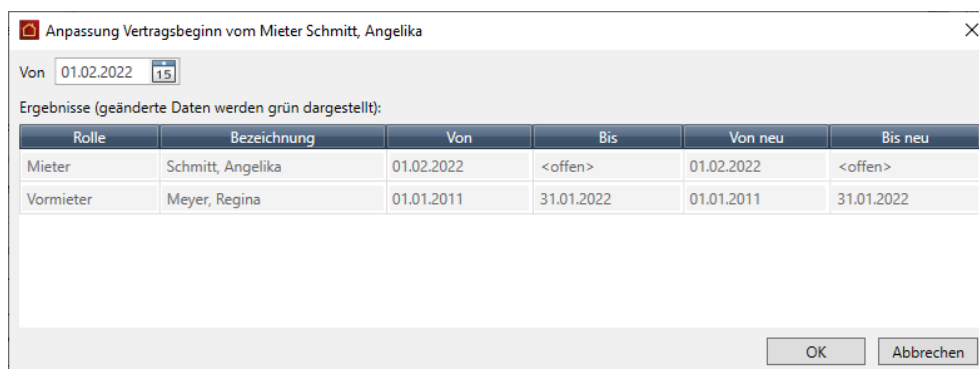 Anpassung Vertragsbeginn vom Mieter Schmitt, Angelika
Von 01.02.2022 15
Ergebnisse (geänderte Daten werden grün dargestellt):
Rolle Bezeichnung Von Bis Von neu Bis neu
Mieter Schmitt, Angelika 01.02.2022 <offen> 01.02.2022 <offen>
Vormieter Meyer, Regina 01.01.2011 31.01.2022 01.01.2011 31.01.2022
OK Abbrechen